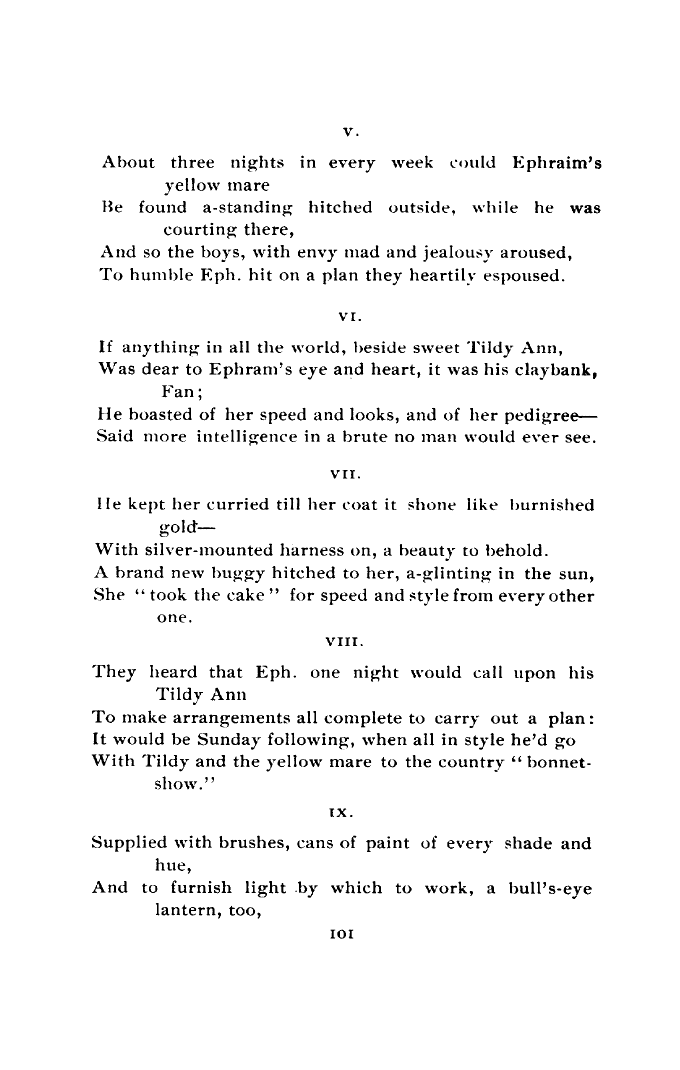 V.
About three nights in every week could Ephraim's
yellow mare
Be found a-standing hitched outside, while he was
courting there,
And so the boys, with envy mad and jealousy aroused,
To humble Eph. hit on a plan they heartily espoused.
VI.
If anything in all the world, beside sweet Tildy Ann,
Was dear to Ephram's eye and heart, it was his claybank,
Fan;
He boasted of her speed and looks, and of her pedigree—
Said more intelligence in a brute no man would ever see.
VII.
He kept her curried till her coat it shone like burnished
gold—
With silver-mounted harness on, a beauty to behold.
A brand new buggy hitched to her, a-glinting in the sun,
She “took the cake” for speed and style from every other
one.
VIII.
They heard that Eph. one night would call upon his
Tildy Ann
To make arrangements all complete to carry out a plan:
It would be Sunday following, when all in style he'd go
With Tildy and the yellow mare to the country “bonnet-
show.”
IX.
Supplied with brushes, cans of paint of every shade and
hue,
And to furnish light by which to work, a bull's-eye
lantern, too,
101